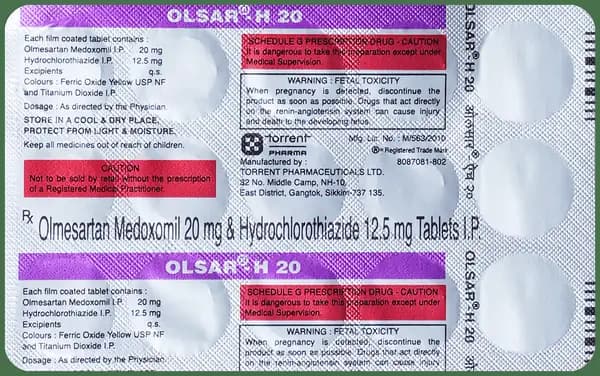 OLSAR®-H 20
Each film coated tablet contains :
Olmesartan Medoxomil I.P. 20 mg
Hydrochlorothiazide I.P. 12.5 mg
Excipients q.s.
Colours : Ferric Oxide Yellow USP NF
and Titanium Dioxide I.P.
Dosage : As directed by the Physician.
STORE IN A COOL & DRY PLACE,
PROTECT FROM LIGHT & MOISTURE.
Keep all medicines out of reach of children.
CAUTION
Not to be sold by retail without the prescription
of a Registered Medical Practitioner.
SCHEDULE G PRESCRIPTION DRUG - CAUTION
It is dangerous to take this preparation except under
Medical Supervision.
WARNING : FETAL TOXICITY
When pregnancy is detected, discontinue the
product as soon as possible. Drugs that act directly
on the renin-angiotensin system can cause injury
and death to the developing fetus.
torrent
PHARMA
Mfg. Lic. No. : M/563/2010
® = Registered Trade Mark
8087081-802
Manufactured by :
TORRENT PHARMACEUTICALS LTD.
32 No. Middle Camp, NH-10,
East District, Gangtok, Sikkim-737 135.
Rx Olmesartan Medoxomil 20 mg & Hydrochlorothiazide 12.5 mg Tablets I.P.
OLSAR®-H 20
Each film coated tablet contains :
Olmesartan Medoxomil I.P. 20 mg
Hydrochlorothiazide I.P. 12.5 mg
Excipients q.s.
Colours : Ferric Oxide Yellow USP NF
and Titanium Dioxide I.P.
Dosage : As directed by the Physician.
SCHEDULE G PRESCRIPTION DRUG - CAUTION
It is dangerous to take this preparation except under
Medical Supervision.
WARNING : FETAL TOXICITY
When pregnancy is detected, discontinue the
product as soon as possible. Drugs that act directly
on the renin-angiotensin system can cause injury
OLSAR®-H 20
एच 20
OLSAR®-H 20